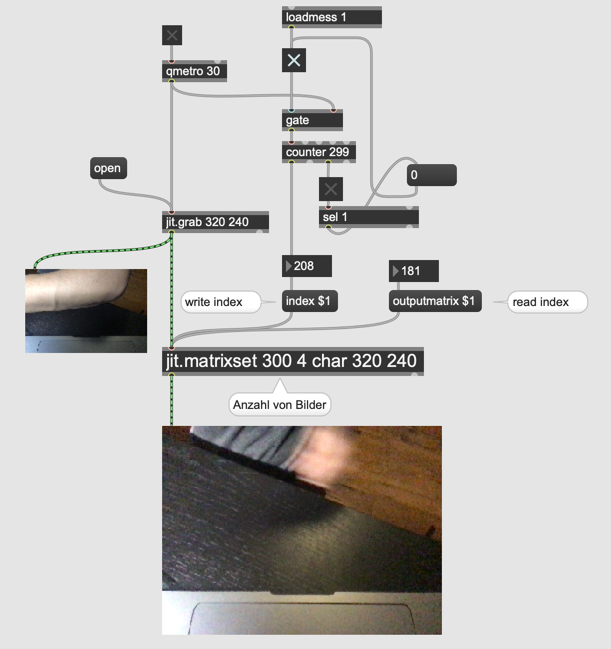 loadmess 1
qmetro 30
gate
counter 299
open
0
sel 1
jit.grab 320 240
208
181
write index
index $1
outputmatrix $1
read index
jit.matrixset 300 4 char 320 240
Anzahl von Bilder